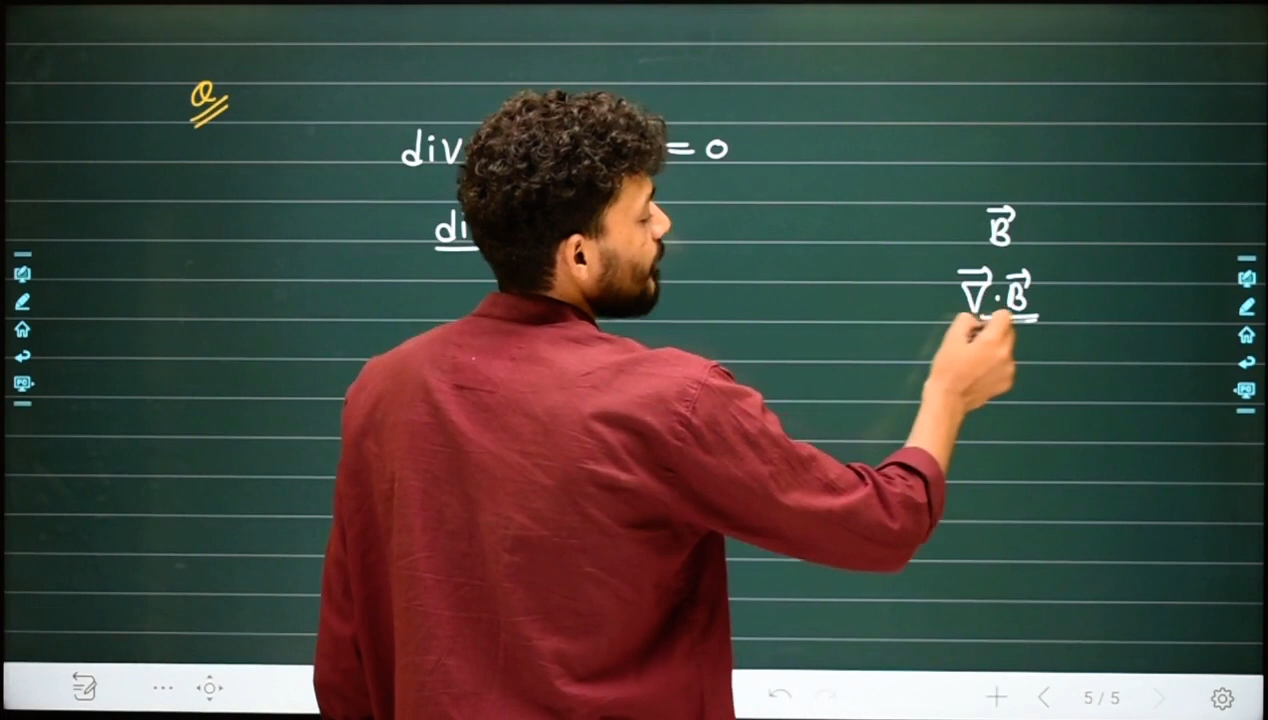 Q
div = 0
di
B⃗
∇⃗ · B⃗
5/5